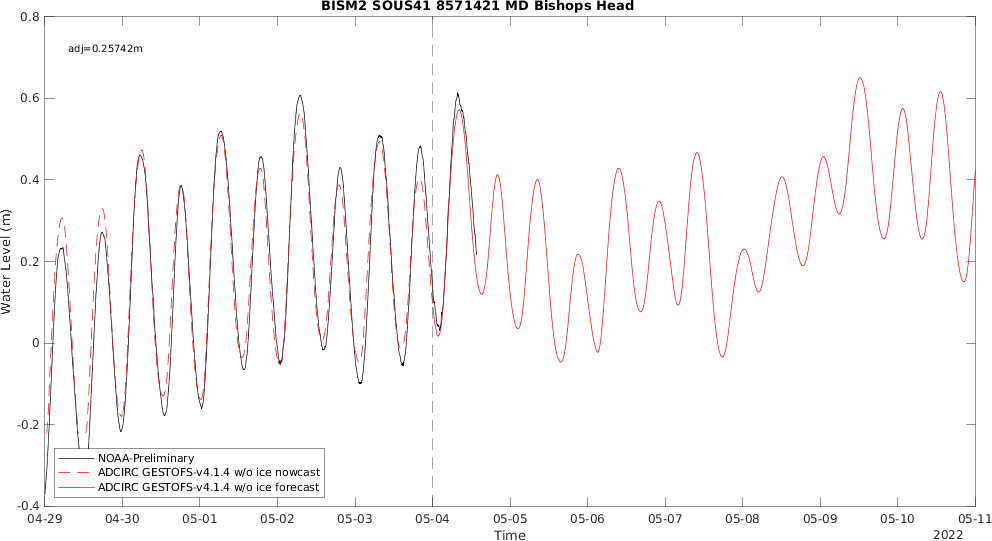 BISM2 SOUS41 8571421 MD Bishops Head
adj=0.25742m
Water Level (m)
0.8
0.6
0.4
0.2
0
-0.2
-0.4
NOAA-Preliminary
ADCIRC GESTOFS-v4.1.4 w/o ice nowcast
ADCIRC GESTOFS-v4.1.4 w/o ice forecast
04-29 04-30 05-01 05-02 05-03 05-04 05-05 05-06 05-07 05-08 05-09 05-10 05-11
Time
2022